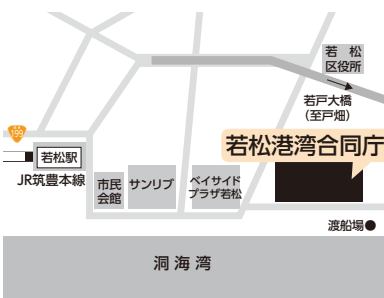 若松
区役所
若戸大橋
(至戸畑)
199
若松港湾合同庁
若松駅
JR筑豊本線
市民
会館
サンリブ
ベイサイド
プラザ若松
渡船場●
洞海湾